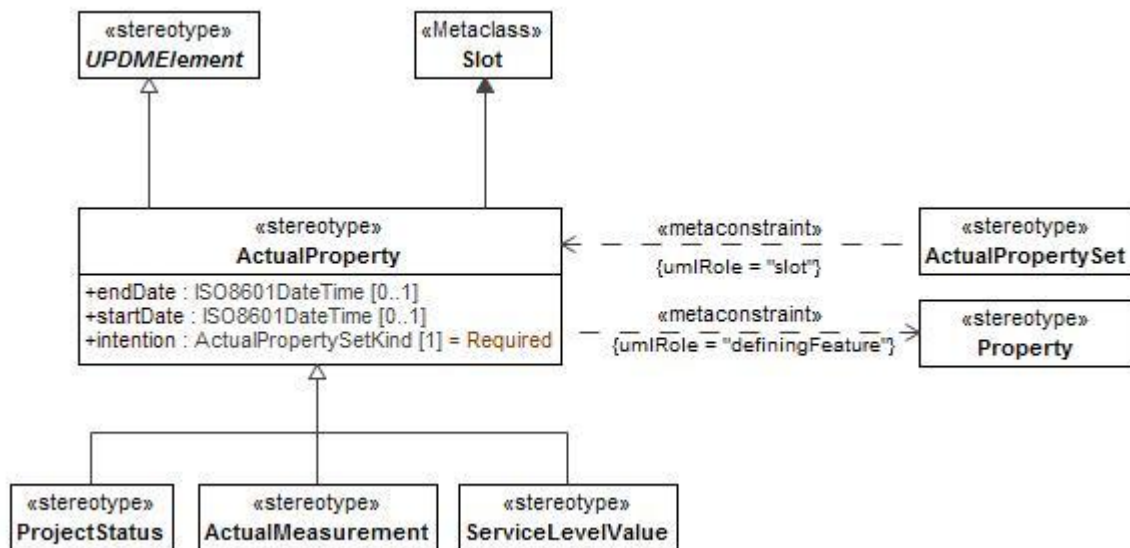 «stereotype»
UPDMElement
«Metaclass»
Slot
«stereotype»
ActualProperty
+endDate : ISO8601DateTime [0..1]
+startDate : ISO8601DateTime [0..1]
+intention : ActualPropertySetKind [1] = Required
«metaconstraint»
{umlRole = "slot"}
«stereotype»
ActualPropertySet
«metaconstraint»
{umlRole = "definingFeature"}
«stereotype»
Property
«stereotype»
ProjectStatus
«stereotype»
ActualMeasurement
«stereotype»
ServiceLevelValue